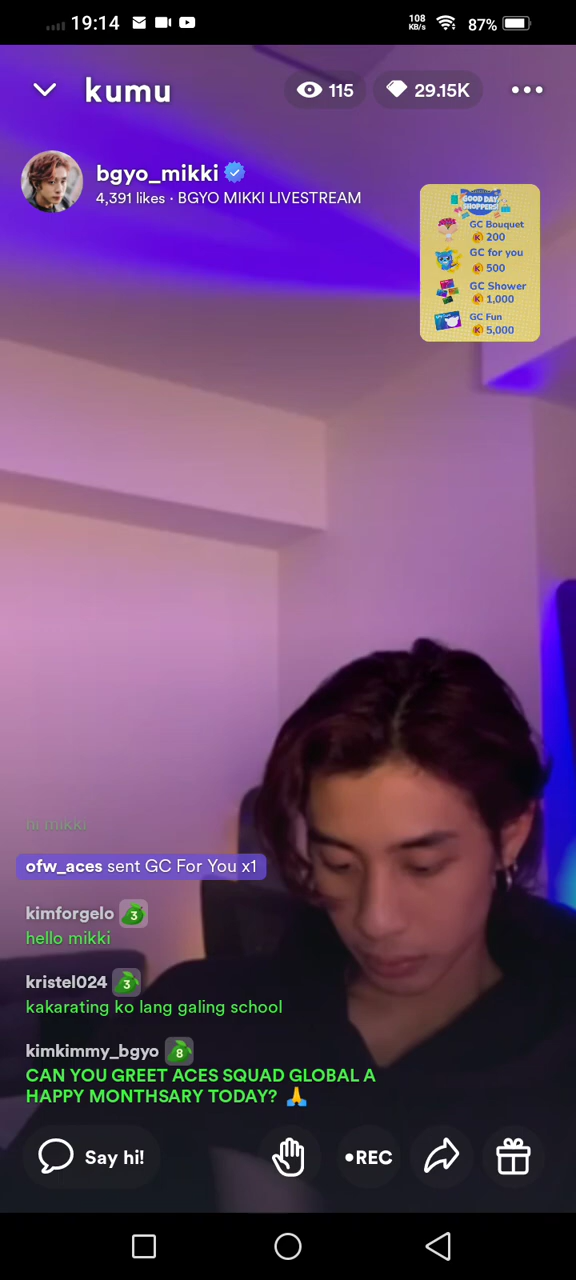 19:14
108
KB/s
87%
kumu
115
29.15K
bgyo_mikki
4,391 likes · BGYO MIKKI LIVESTREAM
GOOD DAY
SHOPPERS
GC Bouquet
K 200
GC for you
K 500
GC Shower
K 1,000
GC Fun
K 5,000
hi mikki
ofw_aces sent GC For You x1
kimforgelo 3
hello mikki
kristel024 3
kakarating ko lang galing school
kimkimmy_bgyo 8
CAN YOU GREET ACES SQUAD GLOBAL A
HAPPY MONTHSARY TODAY? 🙏
Say hi!
•REC